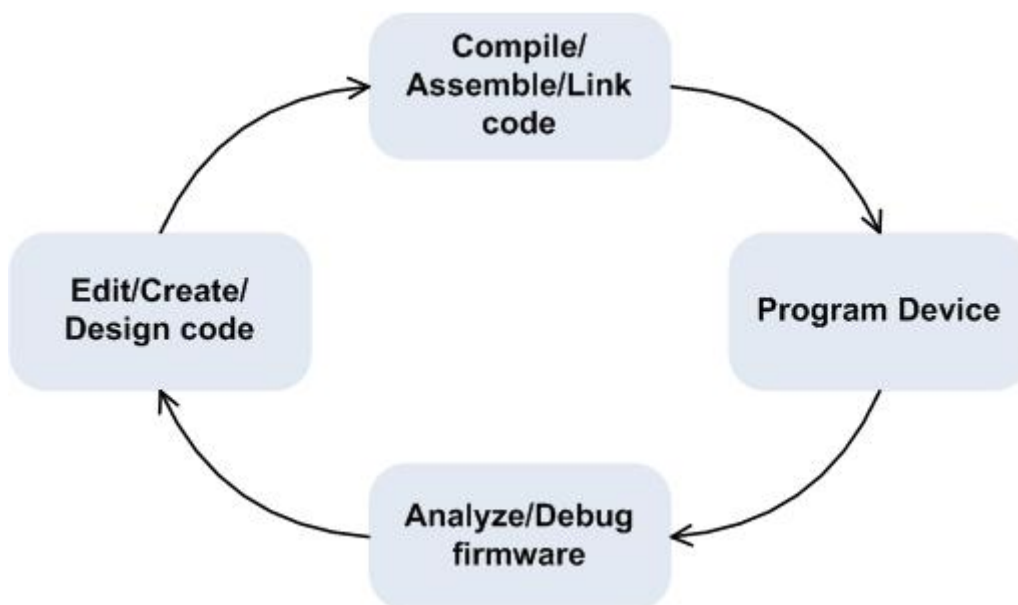 Compile/
Assemble/Link
code
Edit/Create/
Design code
Program Device
Analyze/Debug
firmware